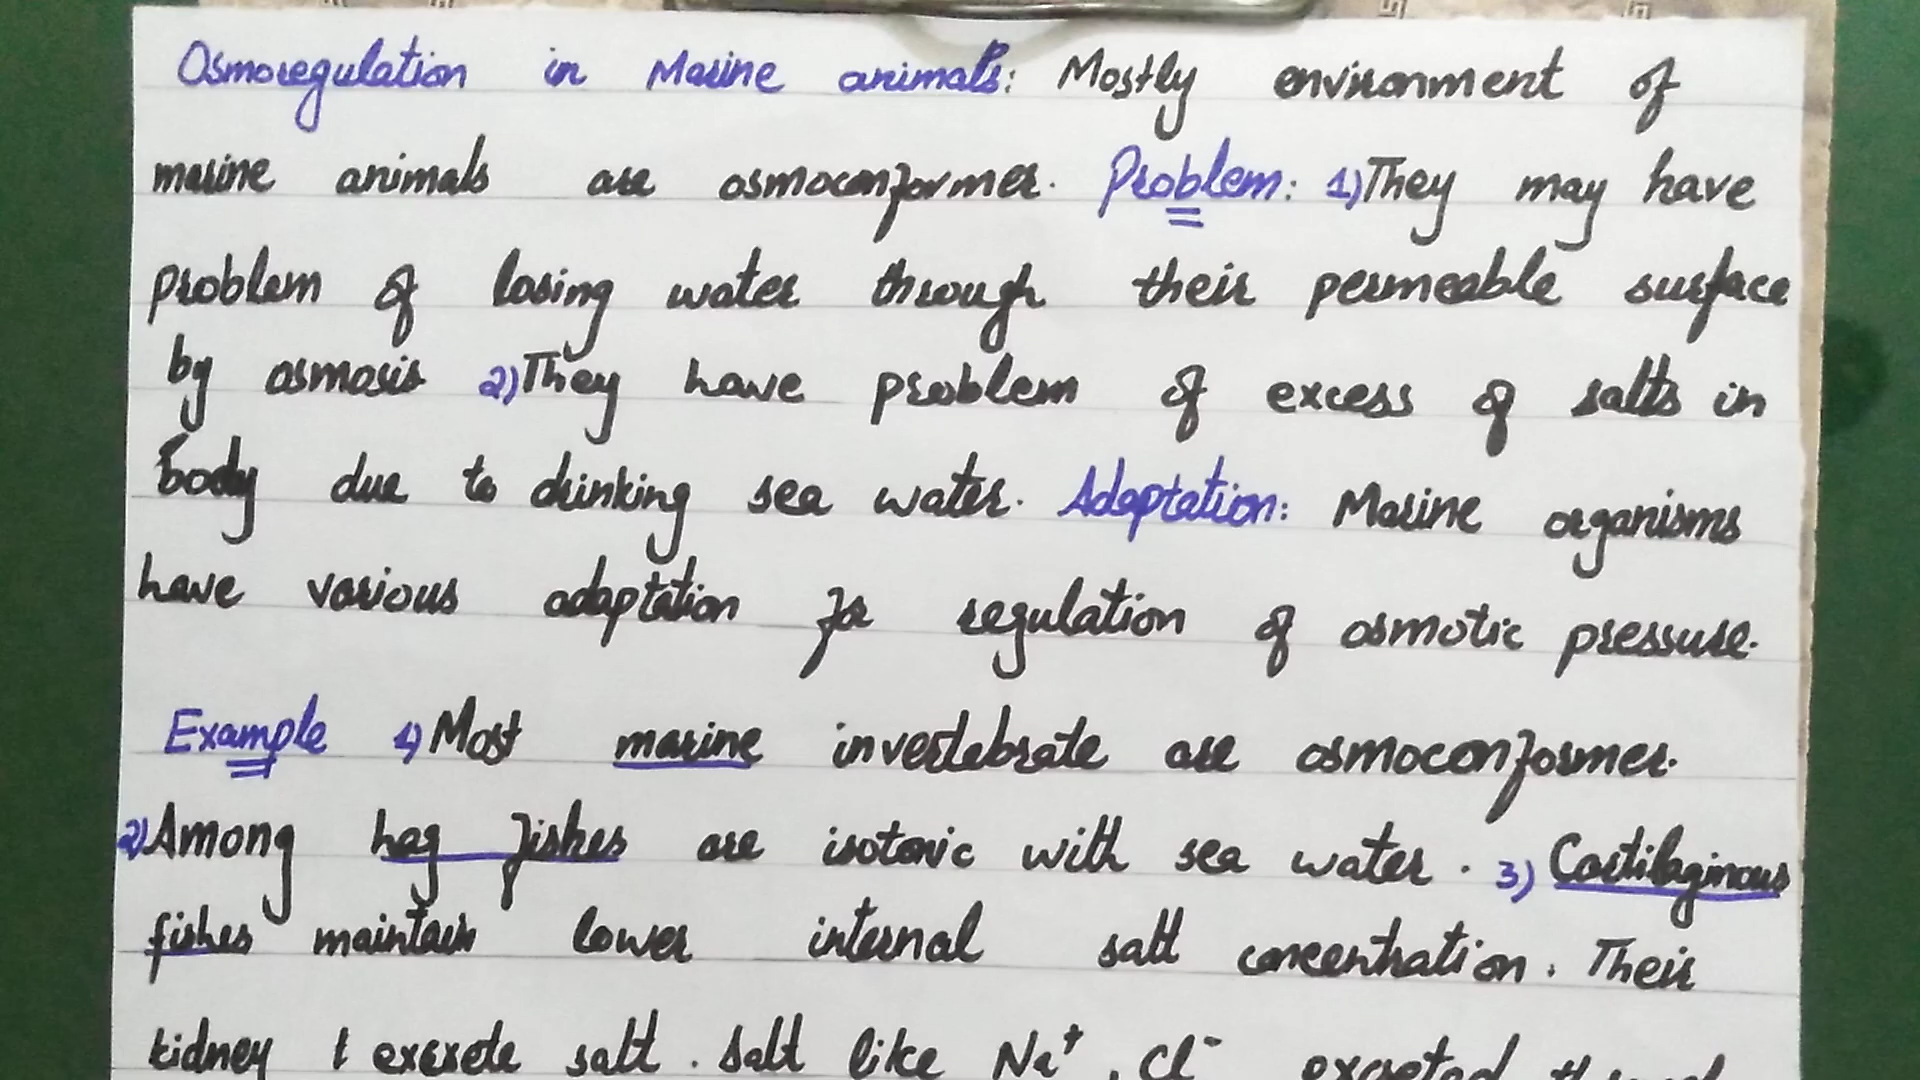 Osmoregulation in Marine animals: Mostly environment of
marine animals are osmoconformer. Problem: 1) They may have
problem of losing water through their permeable surface
by osmosis 2) They have problem of excess of salts in
body due to drinking sea water. Adaptation: Marine organisms
have various adaptation for regulation of osmotic pressure.
Example 1) Most marine invertebrate are osmoconformer.
2) Among hag fishes are isotonic with sea water. 3) Cartilaginous
fishes maintain lower internal salt concentration. Their
kidney excrete salt. Salt like Na⁺, Cl⁻